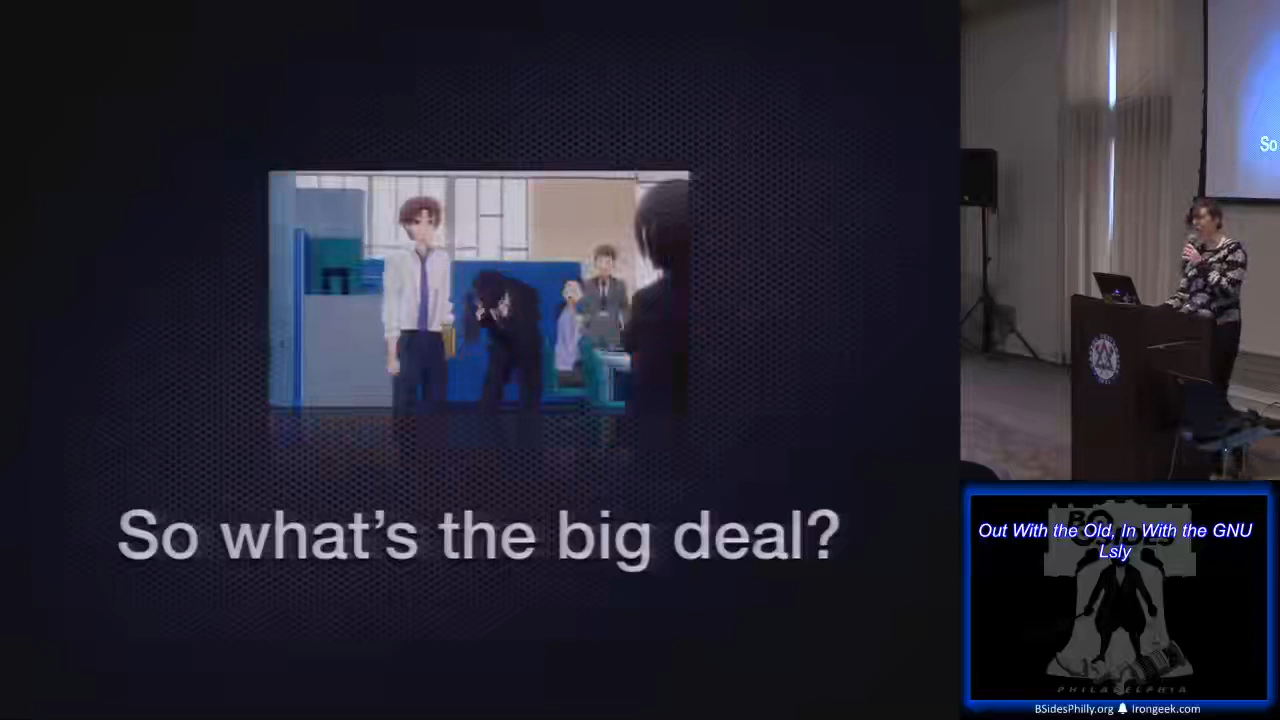 So what's the big deal?
So
Out With the Old, In With the GNU
Lsly
PHILADELPHIA
BSidesPhilly.org Irongeek.com